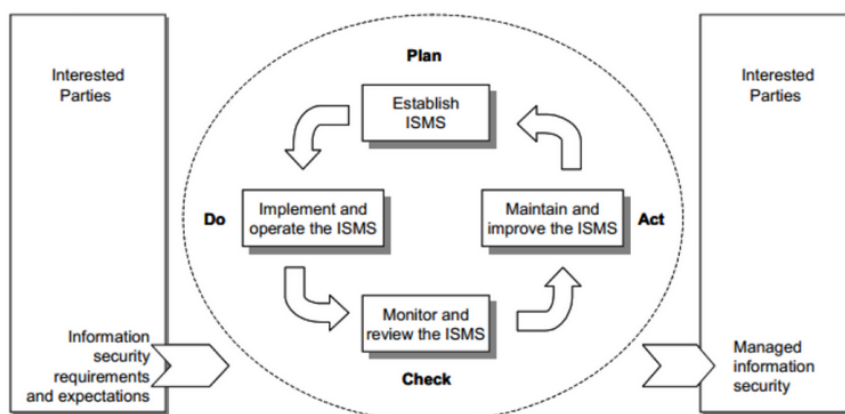 Interested
Parties
Plan
Establish
ISMS
Interested
Parties
Do
Implement and
operate the ISMS
Maintain and
improve the ISMS
Act
Monitor and
review the ISMS
Check
Information
security
requirements
and expectations
Managed
information
security